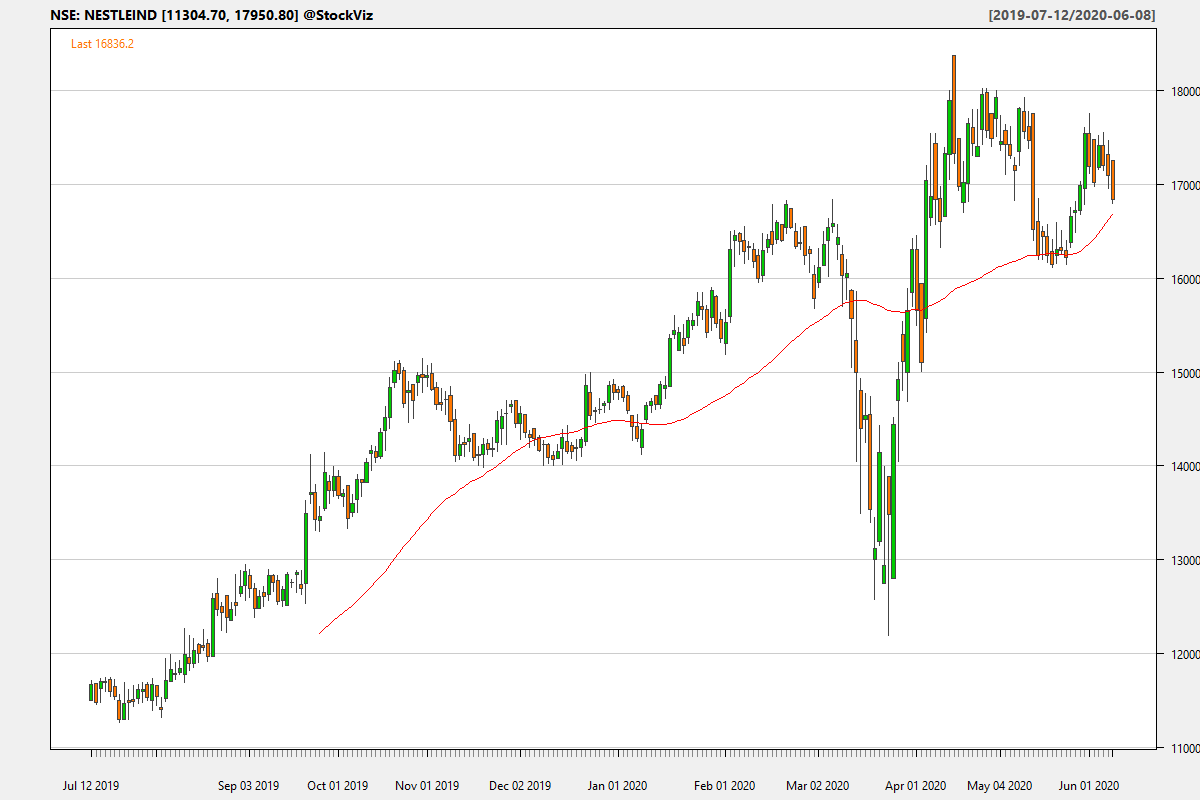 NSE: NESTLEIND [11304.70, 17950.80] @StockViz [2019-07-12/2020-06-08]
Last 16836.2
18000
17000
16000
15000
14000
13000
12000
11000
Jul 12 2019 Sep 03 2019 Oct 01 2019 Nov 01 2019 Dec 02 2019 Jan 01 2020 Feb 01 2020 Mar 02 2020 Apr 01 2020 May 04 2020 Jun 01 2020